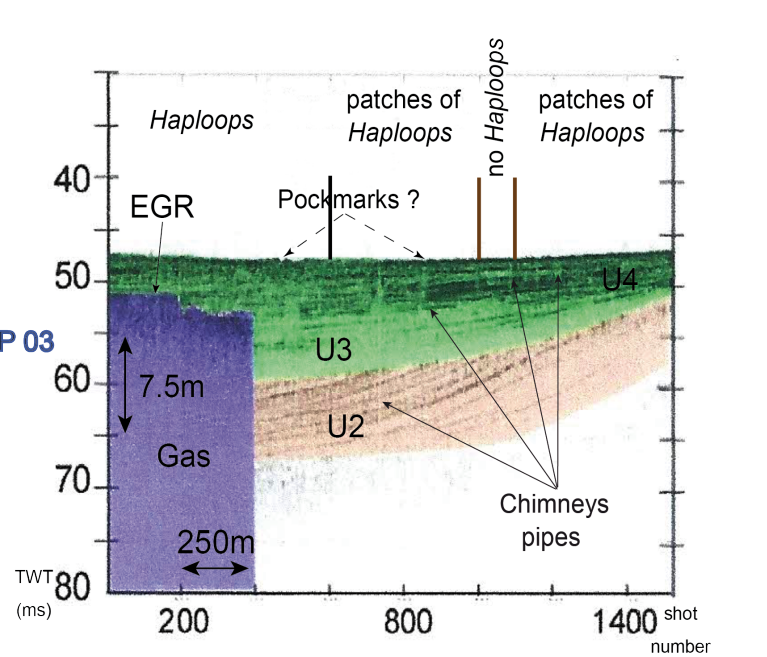 Haploops
patches of
Haploops
no Haploops
patches of
Haploops
40
Pockmarks ?
EGR
50
U4
P 03
U3
60
7.5m
U2
Gas
70
Chimneys
pipes
250m
TWT
(ms)
80
200
800
1400
shot
number